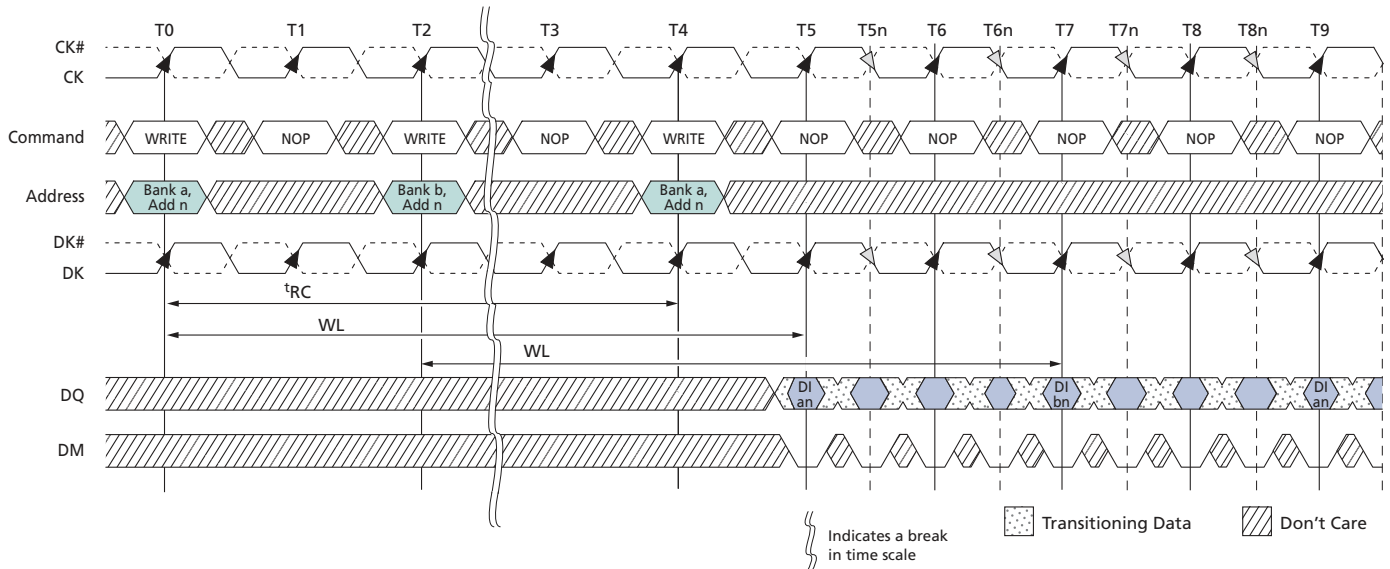 T0 T1 T2 T3 T4 T5 T5n T6 T6n T7 T7n T8 T8n T9
CK#
CK
Command WRITE NOP WRITE NOP WRITE NOP NOP NOP NOP NOP
Address Bank a, Add n Bank b, Add n Bank a, Add n
DK#
DK
tRC
WL
WL
DQ DI an DI bn DI an
DM
Indicates a break
in time scale
Transitioning Data
Don't Care